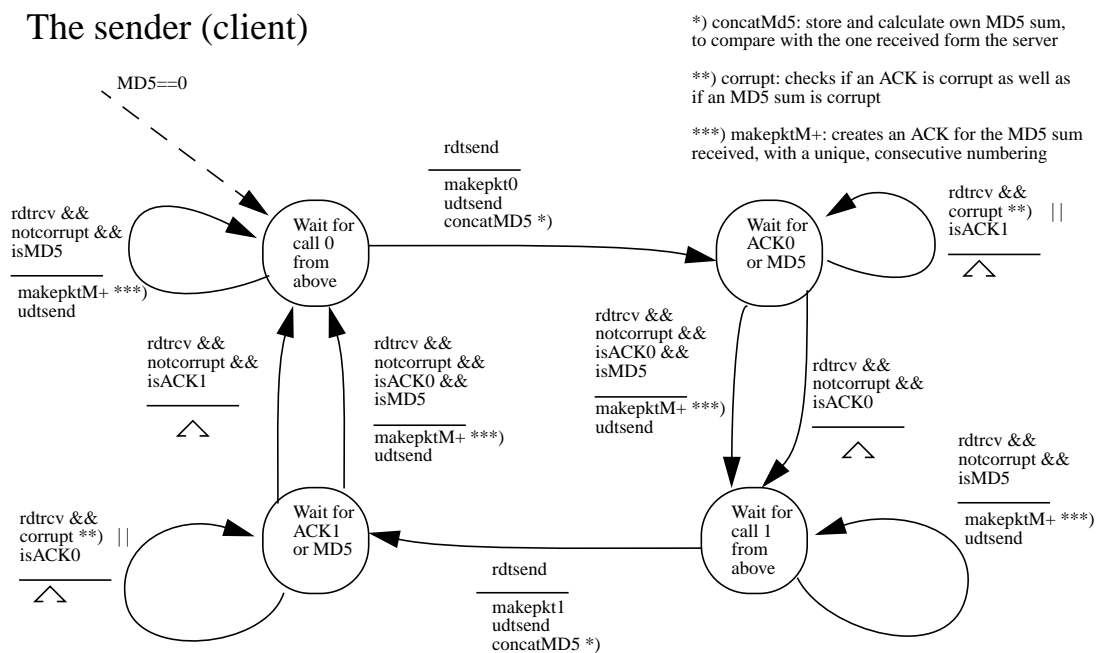 The sender (client)
*) concatMd5: store and calculate own MD5 sum,
to compare with the one received form the server
**) corrupt: checks if an ACK is corrupt as well as
if an MD5 sum is corrupt
***) makepktM+: creates an ACK for the MD5 sum
received, with a unique, consecutive numbering
MD5==0
rdtsend
makepkt0
udtsend
concatMD5 *)
rdtrcv &&
notcorrupt &&
isMD5
makepktM+ ***)
udtsend
Wait for
call 0
from
above
Wait for
ACK0
or MD5
rdtrcv &&
corrupt **) ||
isACK1
rdtrcv &&
notcorrupt &&
isACK1
rdtrcv &&
notcorrupt &&
isACK0 &&
isMD5
makepktM+ ***)
udtsend
rdtrcv &&
notcorrupt &&
isACK0 &&
isMD5
makepktM+ ***)
udtsend
rdtrcv &&
notcorrupt &&
isACK0
rdtrcv &&
notcorrupt &&
isMD5
makepktM+ ***)
udtsend
rdtrcv &&
corrupt **) ||
isACK0
Wait for
ACK1
or MD5
Wait for
call 1
from
above
rdtsend
makepkt1
udtsend
concatMD5 *)